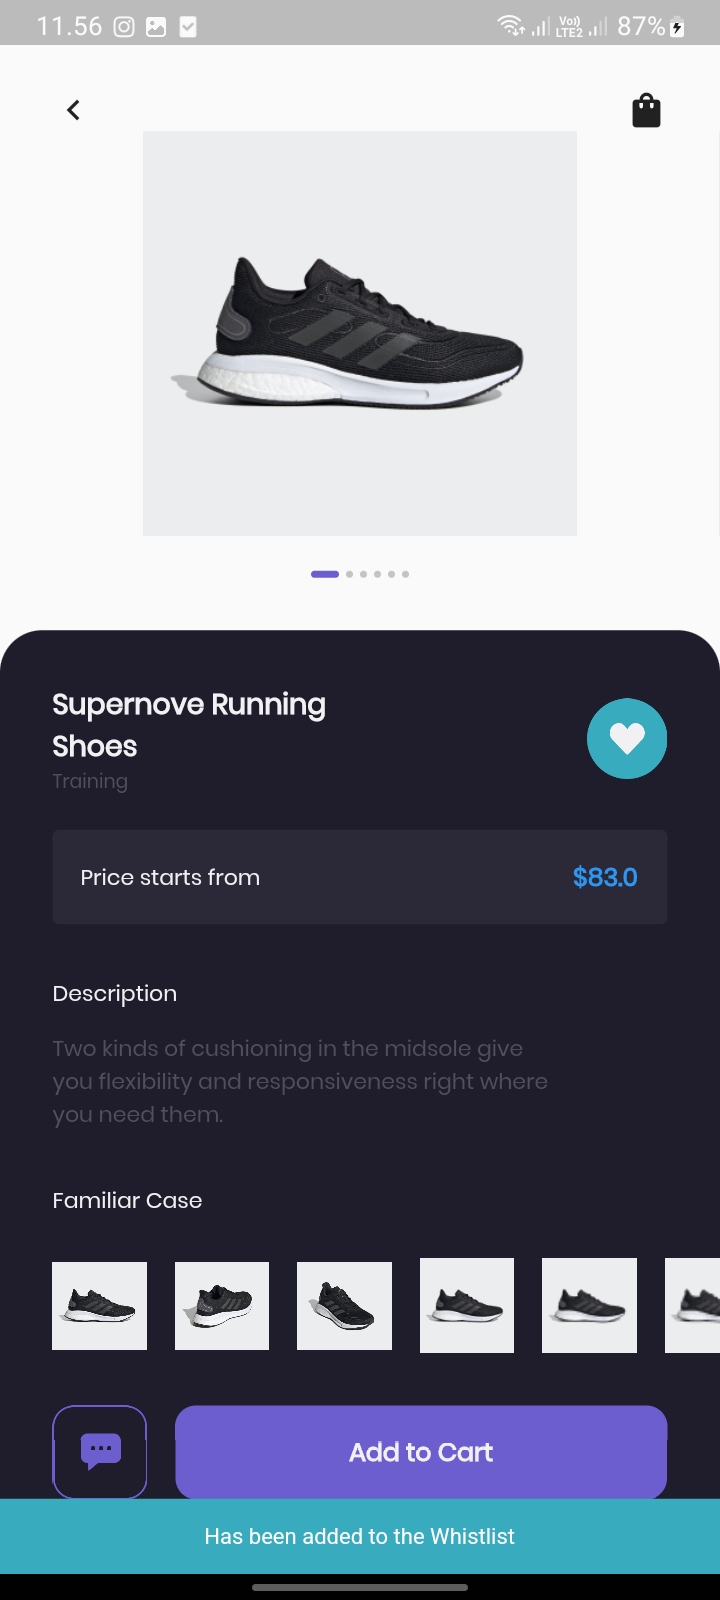 11.56
Vo)) LTE2
87%
Supernove Running
Shoes
Training
Price starts from
$83.0
Description
Two kinds of cushioning in the midsole give
you flexibility and responsiveness right where
you need them.
Familiar Case
Add to Cart
Has been added to the Whistlist